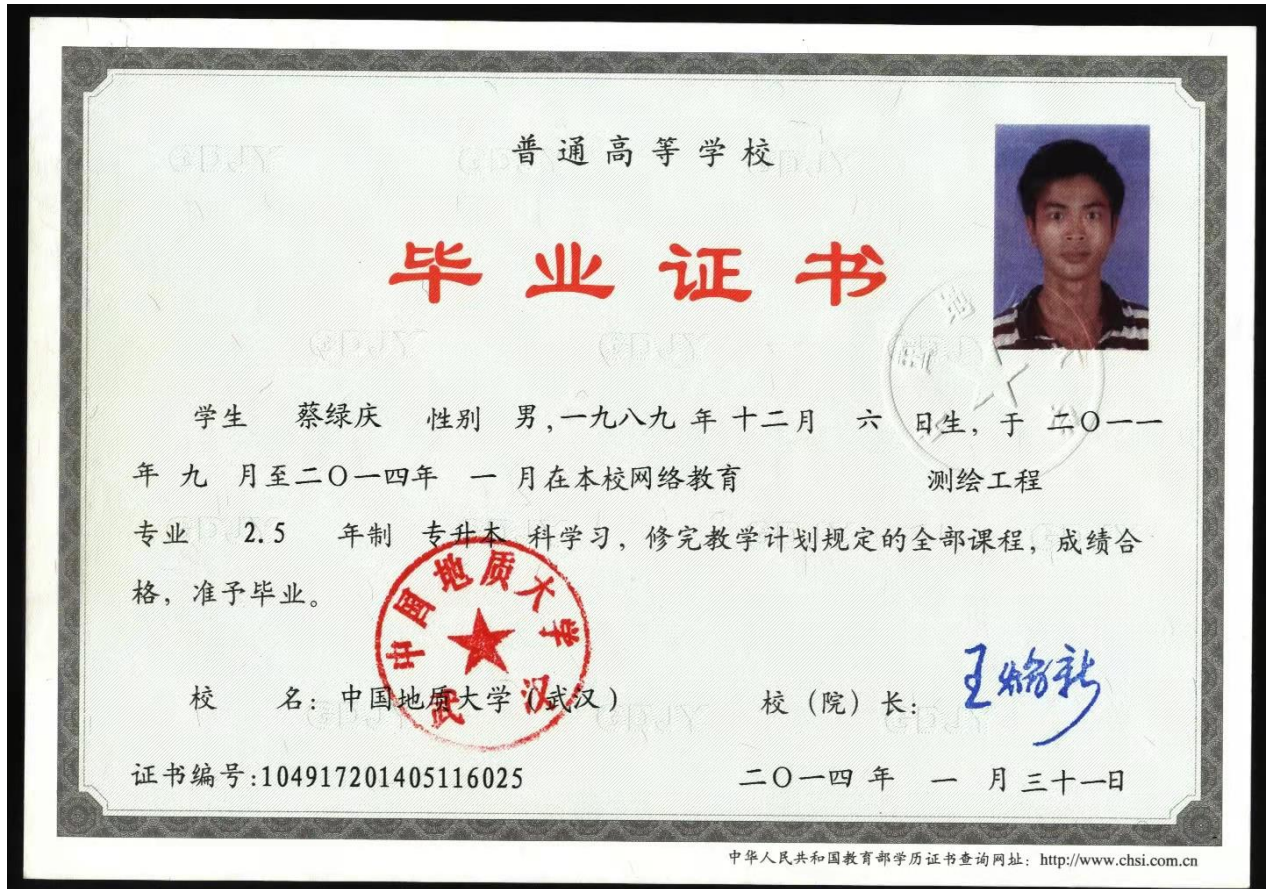 普通高等学校
毕业证书
学生 蔡绿庆 性别 男,一九八九 年 十二月 六 日生，于 二〇一一
年 九 月至二〇一四年 一 月在本校网络教育 测绘工程
专业 2.5 年制 专升本 科学习，修完教学计划规定的全部课程，成绩合
格，准予毕业。
中国地质大学
武汉
校 名：中国地质大学（武汉）
校（院）长：
证书编号:104917201405116025
二〇一四 年 一 月 三十一日
中华人民共和国教育部学历证书查询网址：http://www.chsi.com.cn